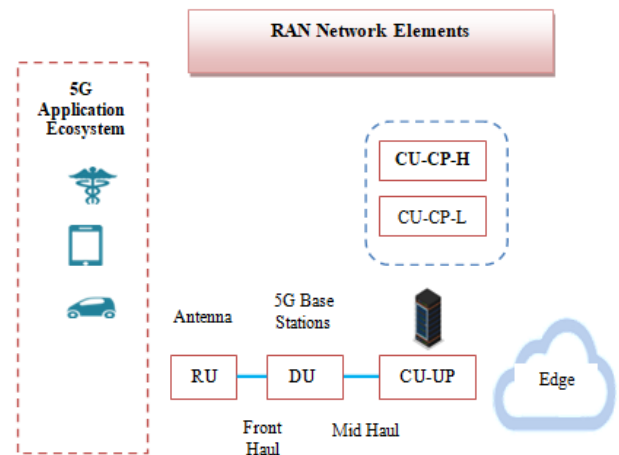 RAN Network Elements
5G
Application
Ecosystem
CU-CP-H
CU-CP-L
Antenna
5G Base
Stations
RU
DU
CU-UP
Edge
Front
Haul
Mid Haul